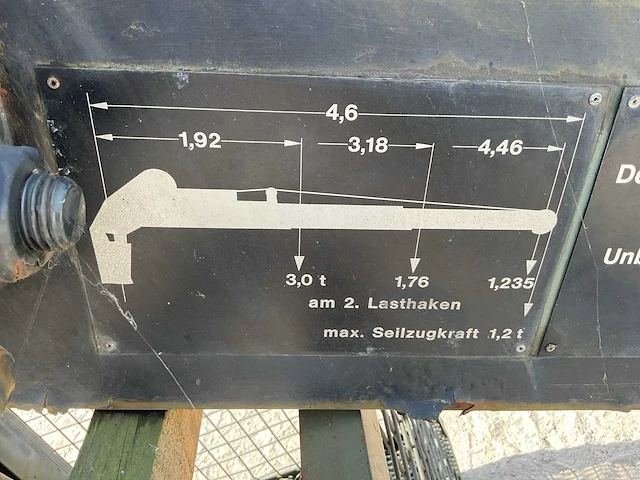 4,6
1,92 3,18 4,46
3,0 t 1,76 1,235
am 2. Lasthaken
max. Seilzugkraft 1,2 t